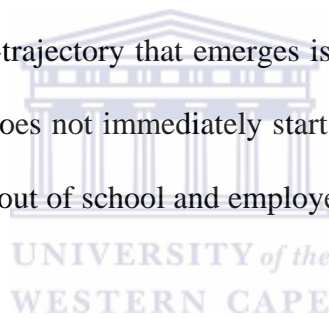 -trajectory that emerges is
oes not immediately start
out of school and employe
UNIVERSITY of the
WESTERN CAPE